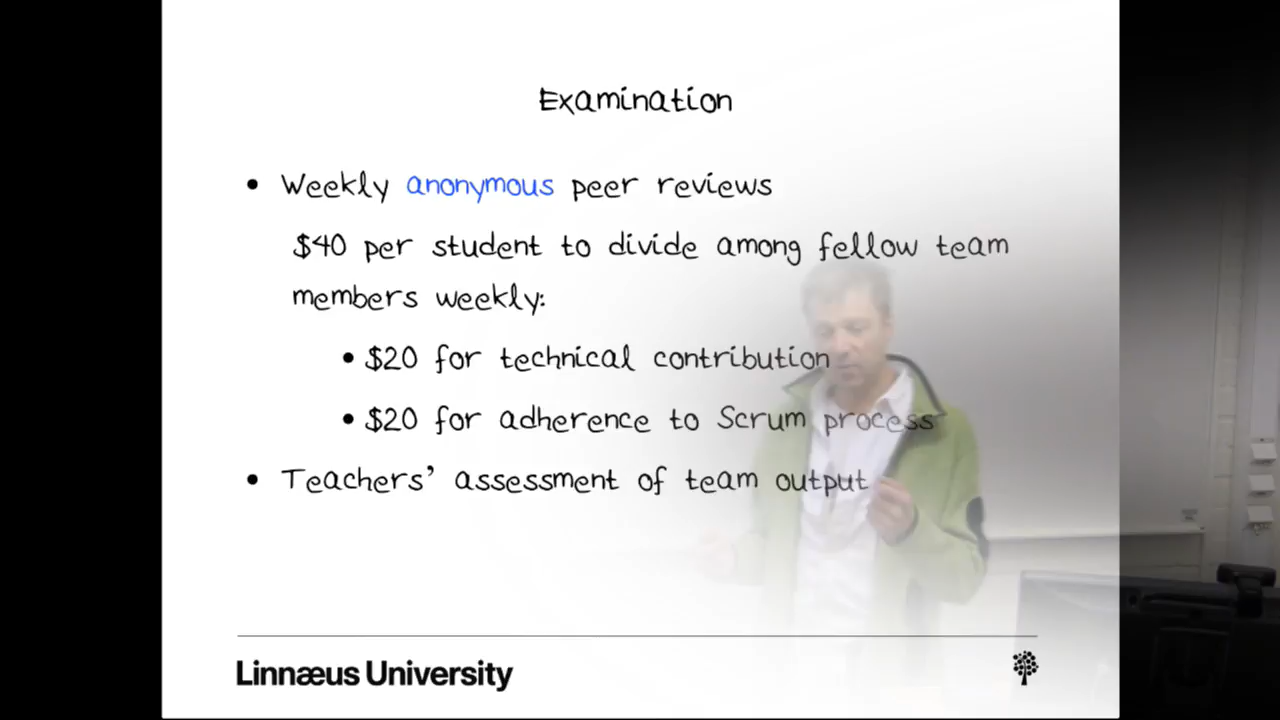 Examination
• Weekly anonymous peer reviews
$40 per student to divide among fellow team
members weekly:
• $20 for technical contribution
• $20 for adherence to Scrum process
• Teachers’ assessment of team output
Linnæus University